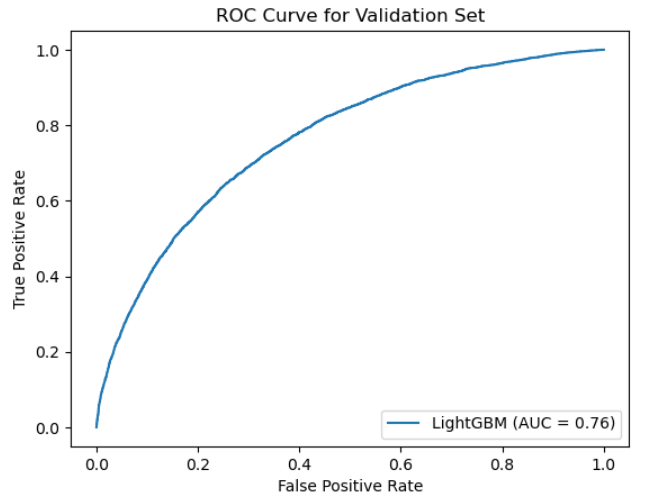 ROC Curve for Validation Set
True Positive Rate
1.0
0.8
0.6
0.4
0.2
0.0
LightGBM (AUC = 0.76)
0.0 0.2 0.4 0.6 0.8 1.0
False Positive Rate